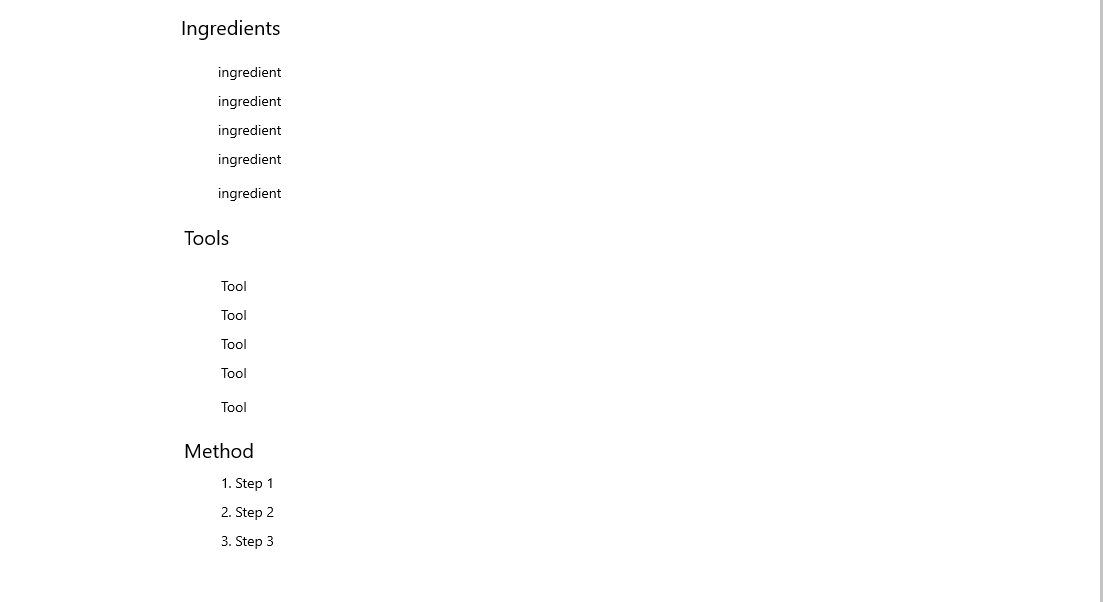 Ingredients
ingredient
ingredient
ingredient
ingredient
ingredient
Tools
Tool
Tool
Tool
Tool
Tool
Method
1. Step 1
2. Step 2
3. Step 3